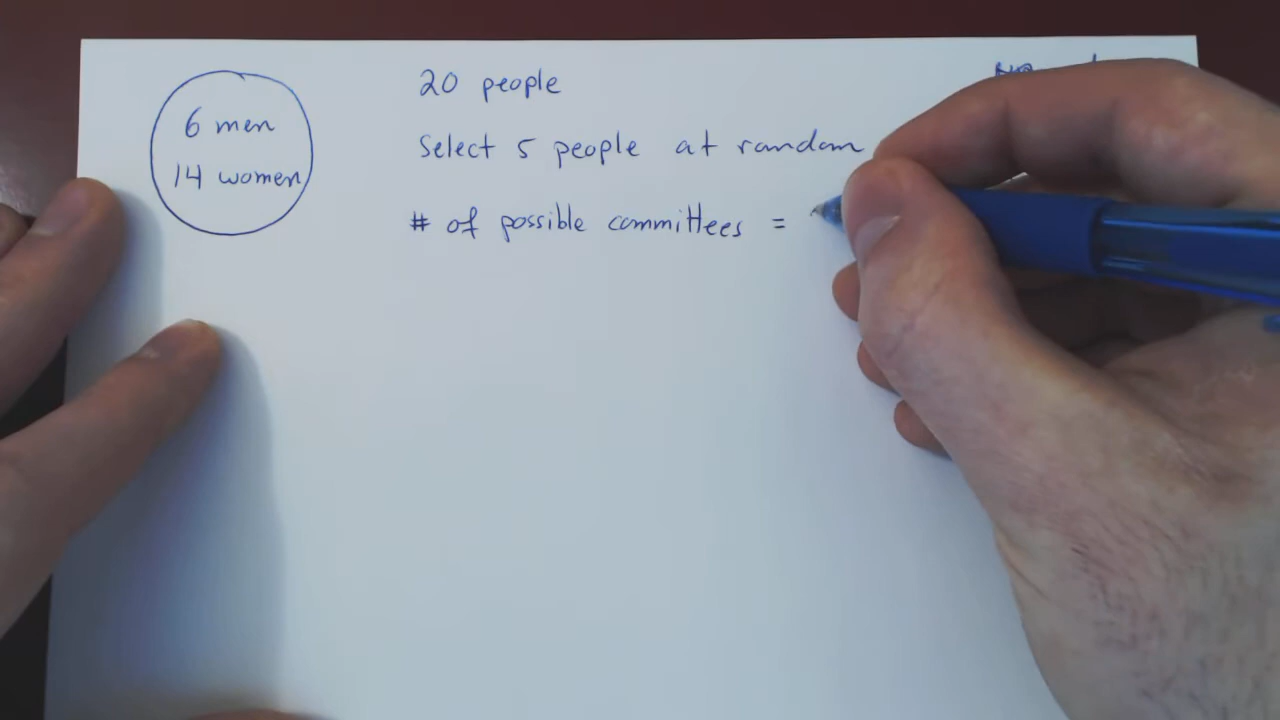 6 men
14 women
20 people
Select 5 people at random
# of possible committees =